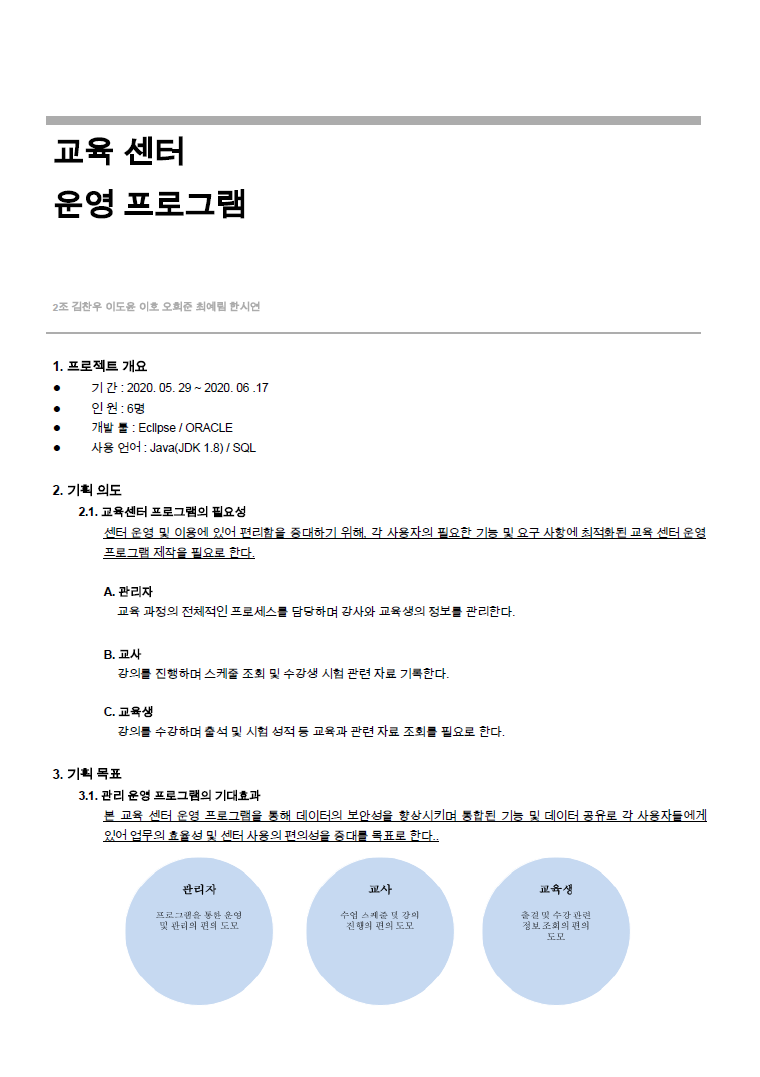 교육 센터
운영 프로그램
2조 김찬우 이도윤 이호 오희준 최예림 한시연
1. 프로젝트 개요
● 기 간 : 2020. 05. 29 ~ 2020. 06 .17
● 인 원 : 6명
● 개발 툴 : Eclipse / ORACLE
● 사용 언어 : Java(JDK 1.8) / SQL
2. 기획 의도
2.1. 교육센터 프로그램의 필요성
센터 운영 및 이용에 있어 편리함을 증대하기 위해, 각 사용자의 필요한 기능 및 요구 사항에 최적화된 교육 센터 운영
프로그램 제작을 필요로 한다.
A. 관리자
교육 과정의 전체적인 프로세스를 담당하며 강사와 교육생의 정보를 관리한다.
B. 교사
강의를 진행하며 스케줄 조회 및 수강생 시험 관련 자료 기록한다.
C. 교육생
강의를 수강하며 출석 및 시험 성적 등 교육과 관련 자료 조회를 필요로 한다.
3. 기획 목표
3.1. 관리 운영 프로그램의 기대효과
본 교육 센터 운영 프로그램을 통해 데이터의 보안성을 향상시키며 통합된 기능 및 데이터 공유로 각 사용자들에게
있어 업무의 효율성 및 센터 사용의 편의성을 증대를 목표로 한다..
관리자
프로그램을 통한 운영
및 관리의 편의 도모
교사
수업 스케줄 및 강의
진행의 편의 도모
교육생
출결 및 수강 관련
정보 조회의 편의
도모